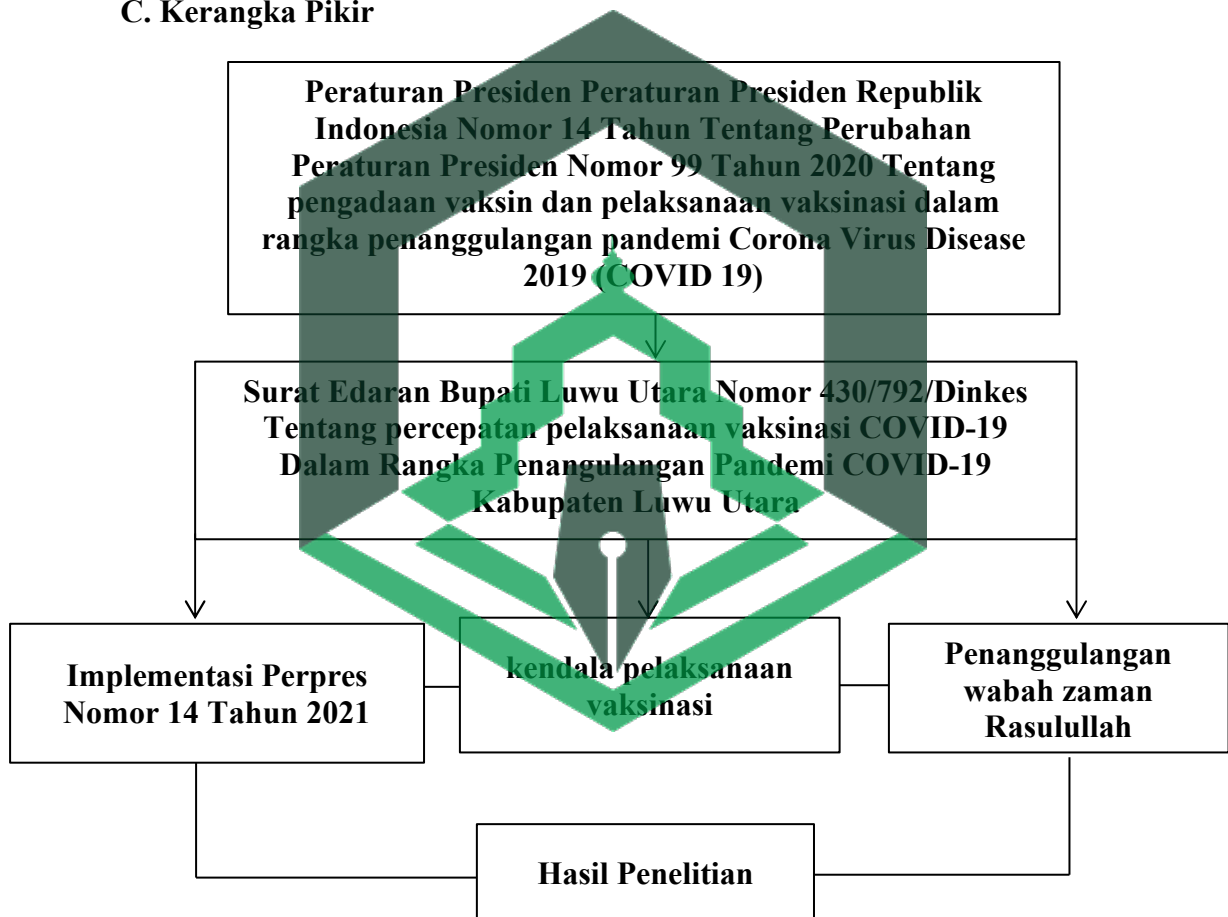 C. Kerangka Pikir
Peraturan Presiden Peraturan Presiden Republik
Indonesia Nomor 14 Tahun Tentang Perubahan
Peraturan Presiden Nomor 99 Tahun 2020 Tentang
pengadaan vaksin dan pelaksanaan vaksinasi dalam
rangka penanggulangan pandemi Corona Virus Disease
2019 (COVID 19)
Surat Edaran Bupati Luwu Utara Nomor 430/792/Dinkes
Tentang percepatan pelaksanaan vaksinasi COVID-19
Dalam Rangka Penangulangan Pandemi COVID-19
Kabupaten Luwu Utara
Implementasi Perpres
Nomor 14 Tahun 2021
kendala pelaksanaan
vaksinasi
Penanggulangan
wabah zaman
Rasulullah
Hasil Penelitian